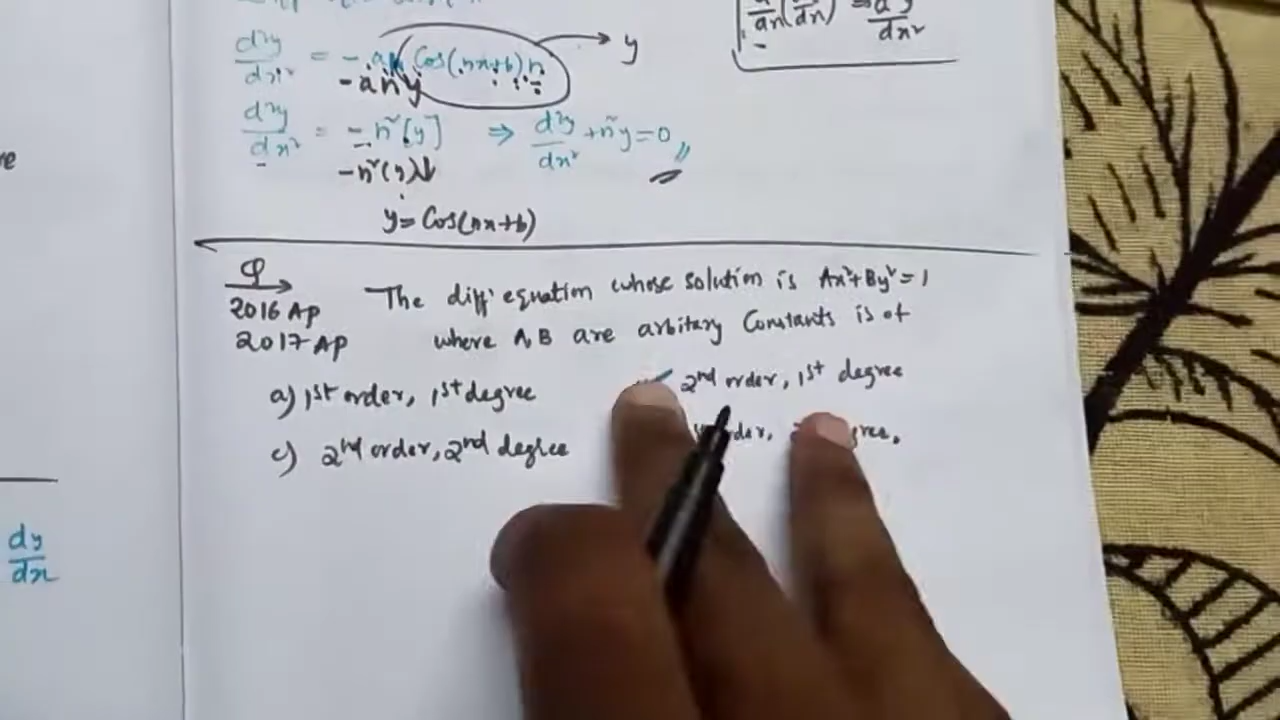 d²y/dx² = -an Cos(nx+b)n → y
-any
d²y/dx² = -n²[y] ⇒ d²y/dx² + n²y = 0
-n²(y)
y = Cos(nx+b)
Q
2016 Ap
2017 Ap
The diff' equation whose solution is Ax²+By²=1
where A, B are arbitary Constants is of
a) 1st order, 1st degree
2nd order, 1st degree
c) 2nd order, 2nd degree
dy/dx